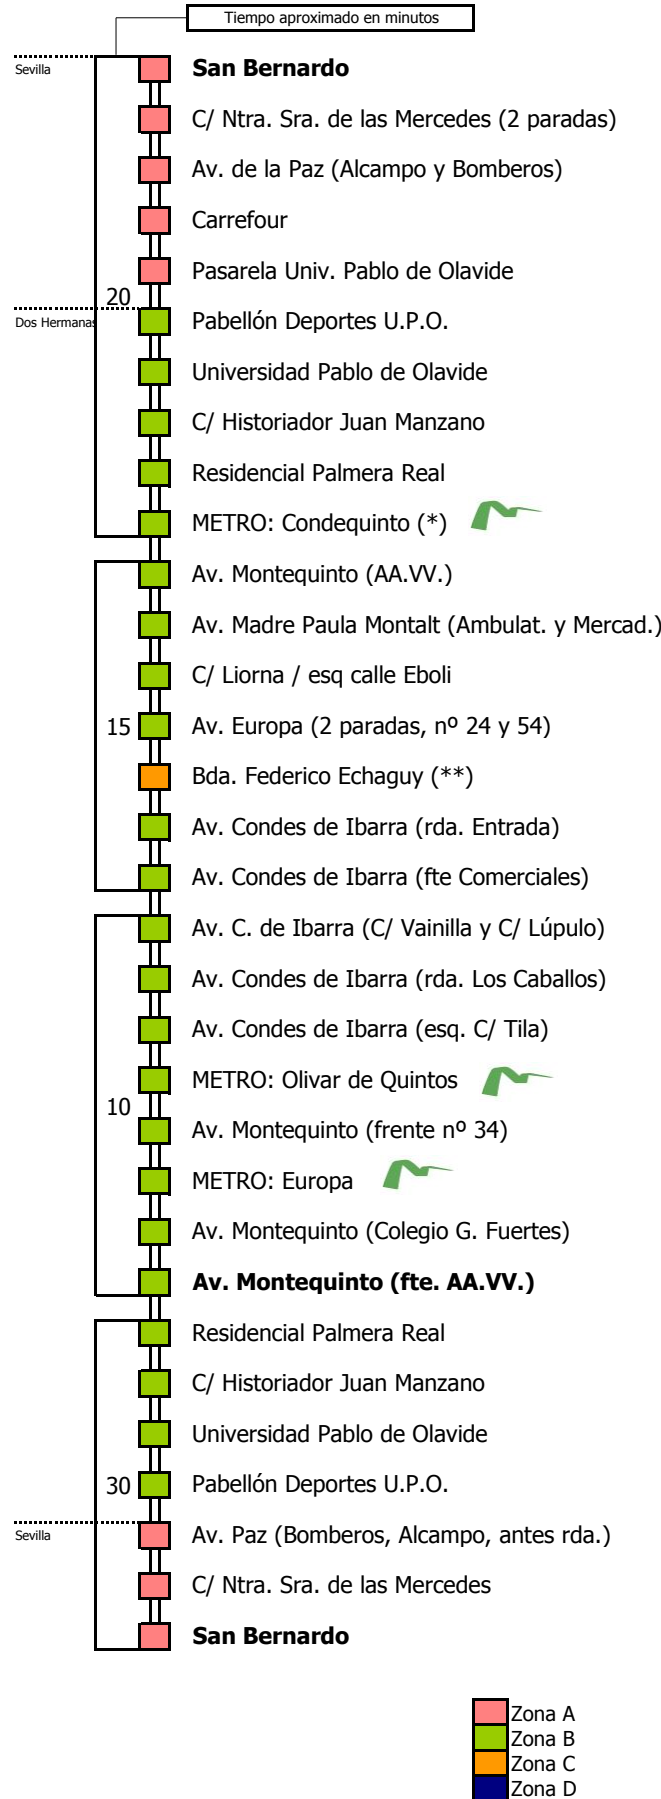 Tiempo aproximado en minutos
Sevilla
San Bernardo
C/ Ntra. Sra. de las Mercedes (2 paradas)
Av. de la Paz (Alcampo y Bomberos)
Carrefour
Pasarela Univ. Pablo de Olavide
20
Dos Hermanas
Pabellón Deportes U.P.O.
Universidad Pablo de Olavide
C/ Historiador Juan Manzano
Residencial Palmera Real
METRO: Condequinto (*)
Av. Montequinto (AA.VV.)
Av. Madre Paula Montalt (Ambulat. y Mercad.)
C/ Liorna / esq calle Eboli
15
Av. Europa (2 paradas, nº 24 y 54)
Bda. Federico Echaguy (**)
Av. Condes de Ibarra (rda. Entrada)
Av. Condes de Ibarra (fte Comerciales)
Av. C. de Ibarra (C/ Vainilla y C/ Lúpulo)
Av. Condes de Ibarra (rda. Los Caballos)
Av. Condes de Ibarra (esq. C/ Tila)
METRO: Olivar de Quintos
10
Av. Montequinto (frente nº 34)
METRO: Europa
Av. Montequinto (Colegio G. Fuertes)
Av. Montequinto (fte. AA.VV.)
Residencial Palmera Real
C/ Historiador Juan Manzano
Universidad Pablo de Olavide
30
Pabellón Deportes U.P.O.
Sevilla
Av. Paz (Bomberos, Alcampo, antes rda.)
C/ Ntra. Sra. de las Mercedes
San Bernardo
Zona A
Zona B
Zona C
Zona D